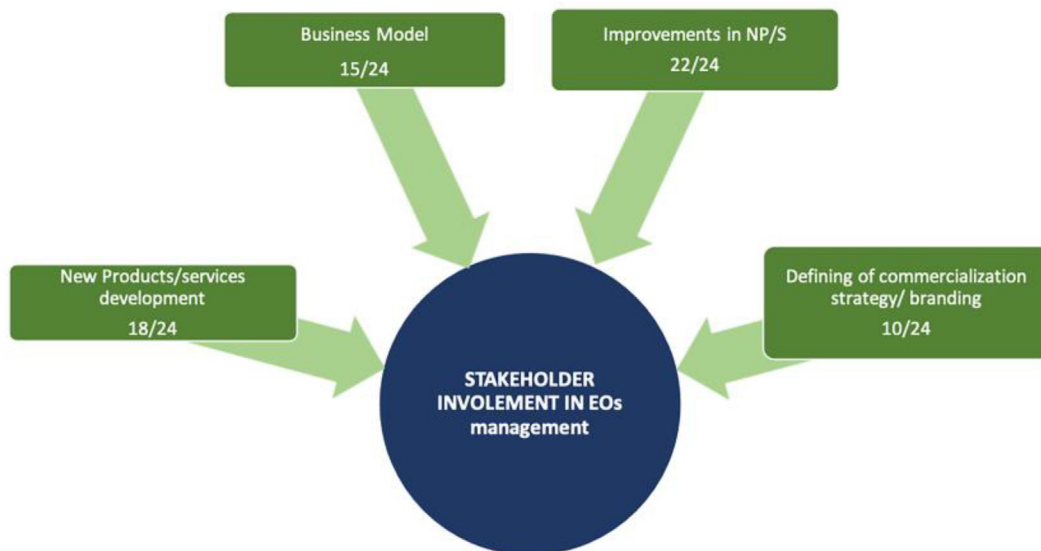 Business Model
15/24
Improvements in NP/S
22/24
New Products/services
development
18/24
Defining of commercialization
strategy/ branding
10/24
STAKEHOLDER
INVOLEMENT IN EOs
management